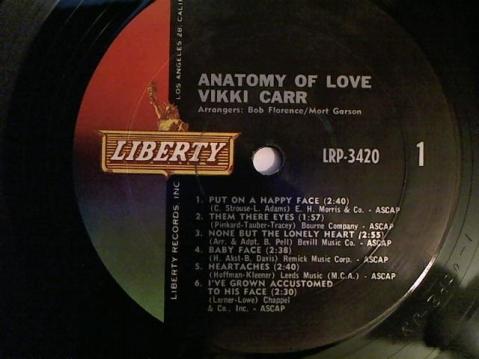 LOS ANGELES 28, CALI
ANATOMY OF LOVE
VIKKI CARR
Arrangers: Bob Florence/Mort Garson
LIBERTY
LRP-3420
1
1. PUT ON A HAPPY FACE (2:40)
(C. Strouse-L. Adams) E. H. Morris & Co. - ASCAP
2. THEM THERE EYES (1:57)
(Pinkard-Tauber-Tracey) Bourne Company - ASCAP
3. NONE BUT THE LONELY HEART (2:55)
(Arr. & Adpt. B. Pell) Bevill Music Co. - ASCAP
4. BABY FACE (2:38)
(H. Akst-B. Davis) Remick Music Corp. - ASCAP
5. HEARTACHES (2:40)
(Hoffman-Kleener) Leeds Music (M.C.A.) - ASCAP
6. I'VE GROWN ACCUSTOMED
TO HIS FACE (2:30)
(Larner-Lowe) Chappel
& Co., Inc. - ASCAP
LIBERTY RECORDS, INC.